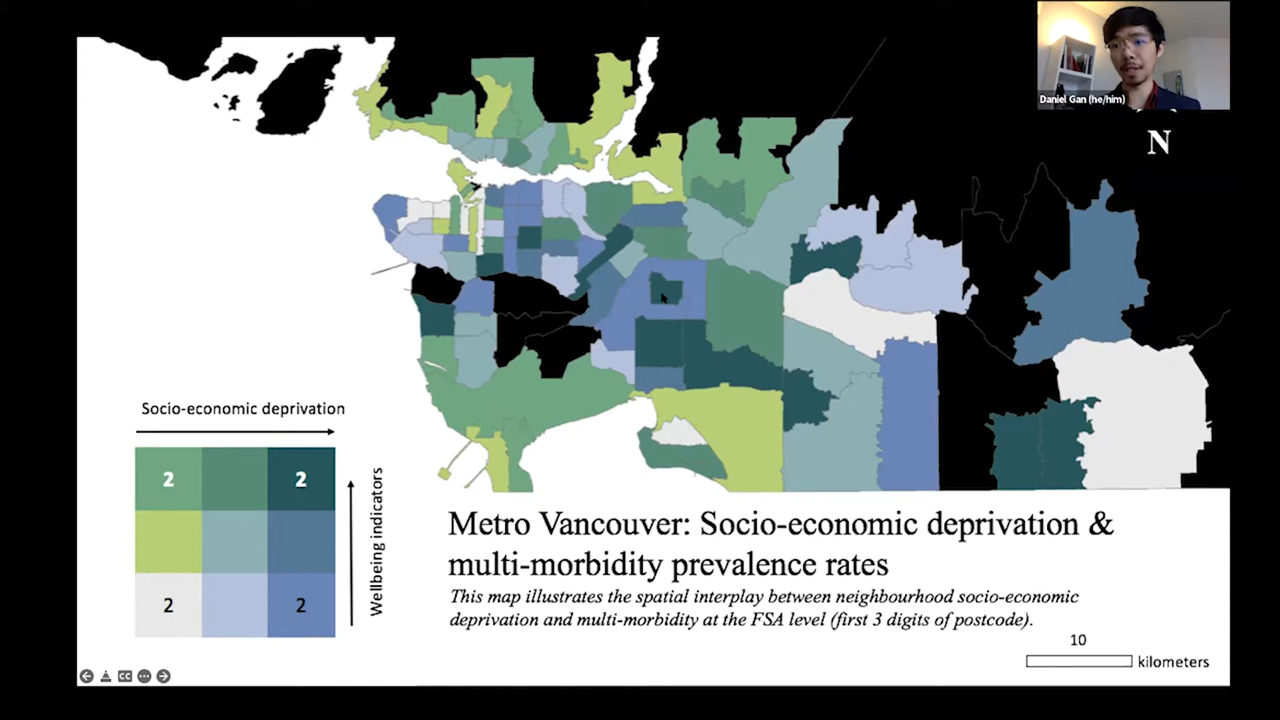 Daniel Gan (he/him)
N
Socio-economic deprivation
2 2
2 2
Wellbeing indicators
Metro Vancouver: Socio-economic deprivation &
multi-morbidity prevalence rates
This map illustrates the spatial interplay between neighbourhood socio-economic
deprivation and multi-morbidity at the FSA level (first 3 digits of postcode).
10
kilometers
CC